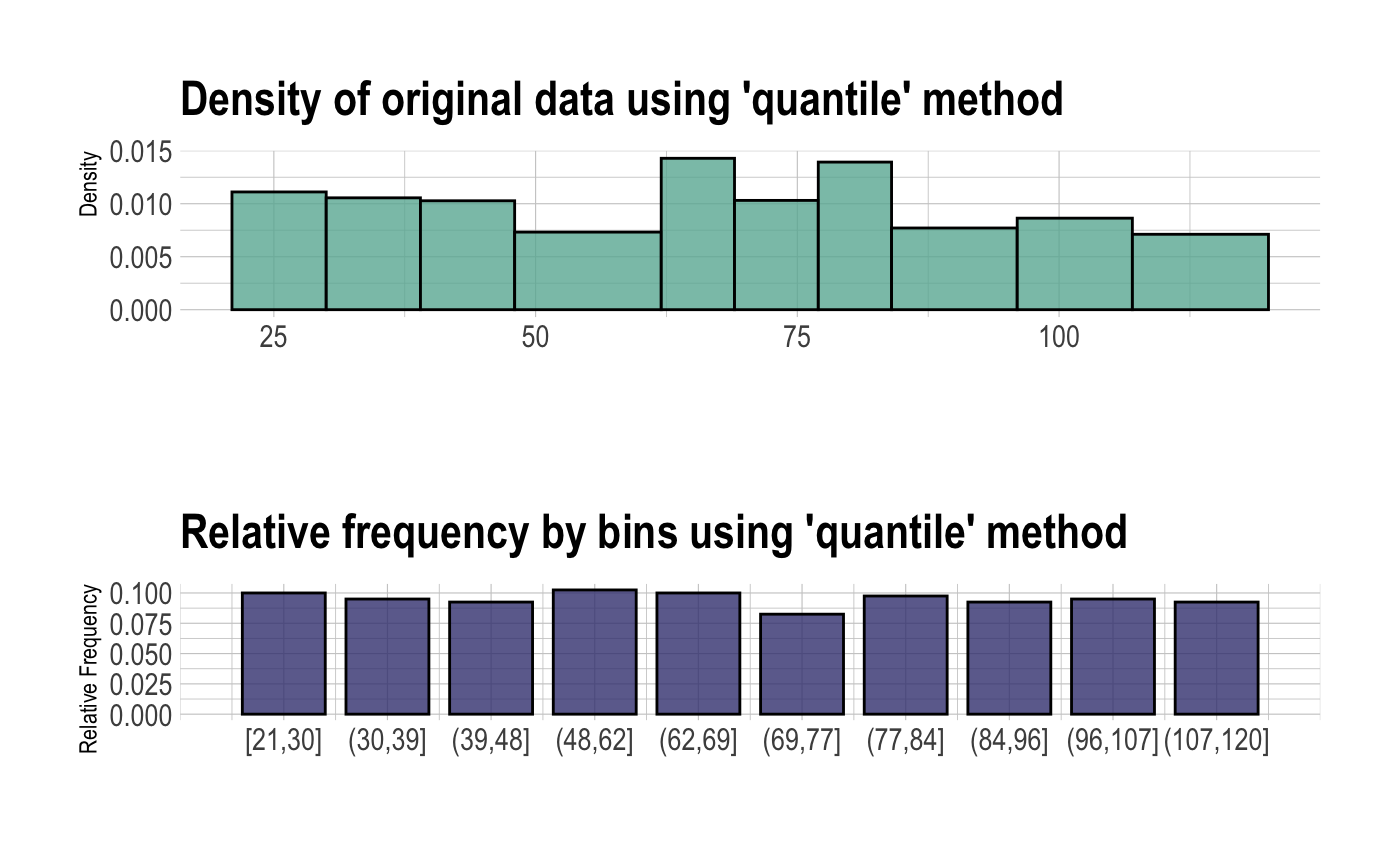 Density of original data using 'quantile' method
Density
0.015
0.010
0.005
0.000
25 50 75 100
Relative frequency by bins using 'quantile' method
Relative Frequency
0.100
0.075
0.050
0.025
0.000
[21,30] (30,39] (39,48] (48,62] (62,69] (69,77] (77,84] (84,96] (96,107] (107,120]